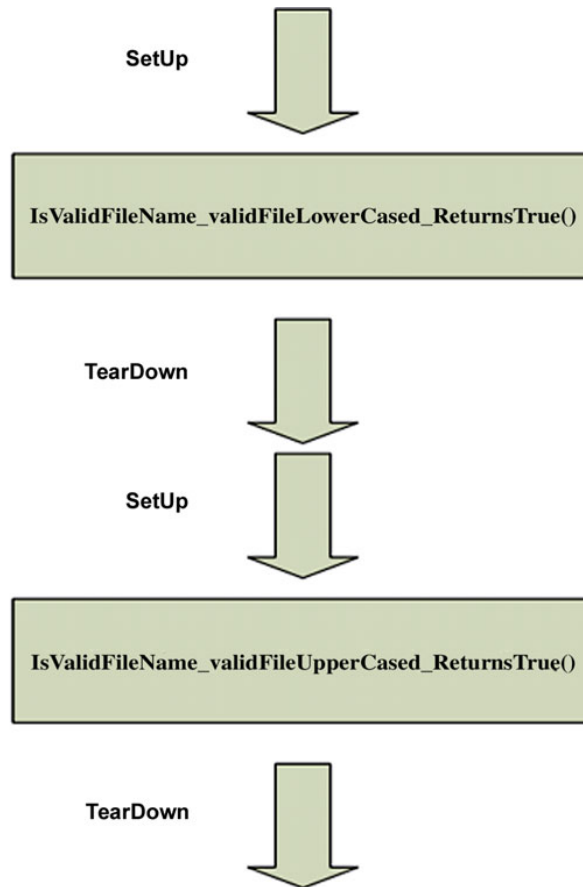 SetUp
IsValidFileName_validFileLowerCased_ReturnsTrue()
TearDown
SetUp
IsValidFileName_validFileUpperCased_ReturnsTrue()
TearDown